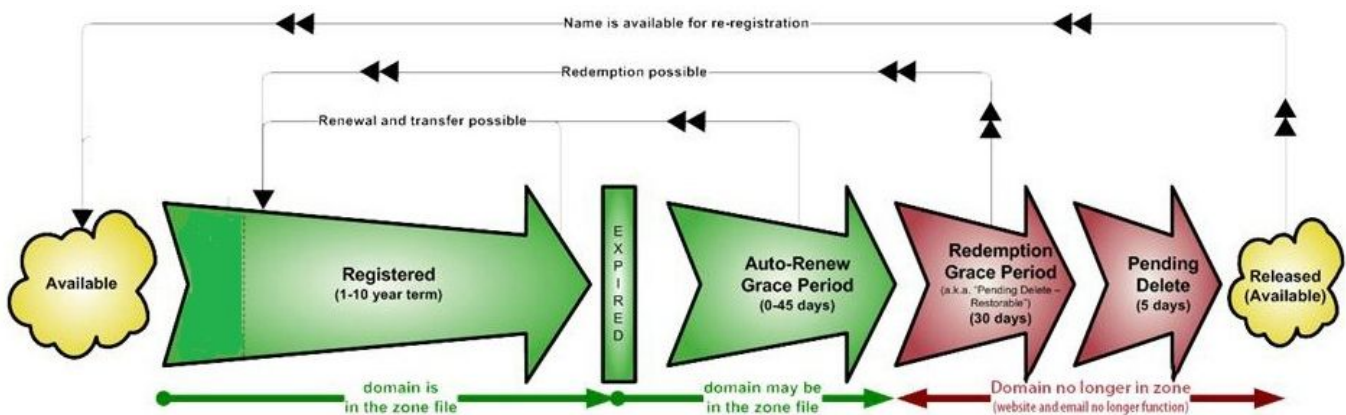 Name is available for re-registration
Redemption possible
Renewal and transfer possible
Available
Registered
(1-10 year term)
EXPIRED
Auto-Renew
Grace Period
(0-45 days)
Redemption
Grace Period
(a.k.a. "Pending Delete –
Restorable")
(30 days)
Pending
Delete
(5 days)
Released
(Available)
domain is
in the zone file
domain may be
in the zone file
Domain no longer in zone
(website and email no longer function)